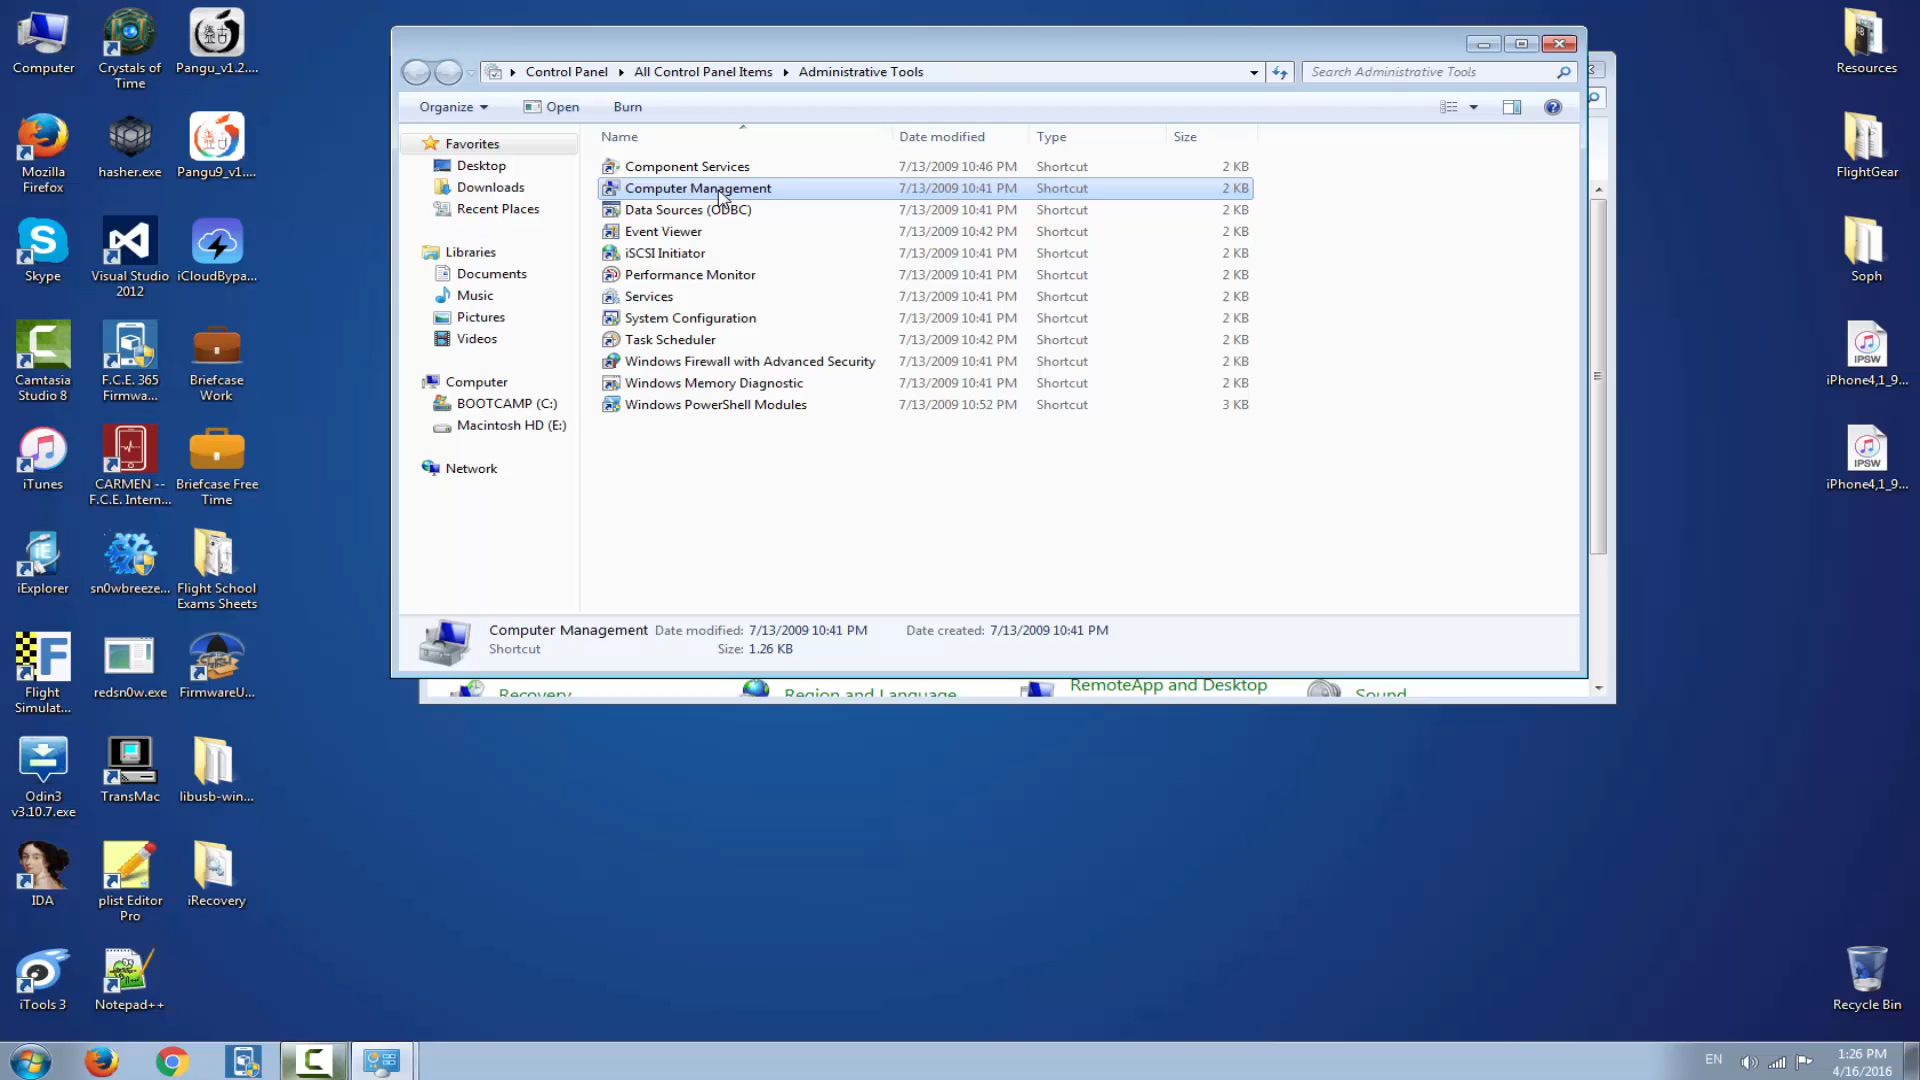 Computer
Crystals of
Time
Pangu_v1.2....
Mozilla
Firefox
hasher.exe
Pangu9_v1....
Skype
Visual Studio
2012
iCloudBypa...
Camtasia
Studio 8
F.C.E. 365
Firmwa...
Briefcase
Work
iTunes
CARMEN --
F.C.E. Intern...
Briefcase Free
Time
iExplorer
sn0wbreeze...
Flight School
Exams Sheets
Flight
Simulat...
redsn0w.exe
FirmwareU...
Odin3
v3.10.7.exe
TransMac
libusb-win...
IDA
plist Editor
Pro
iRecovery
iTools 3
Notepad++
Control Panel
All Control Panel Items
Administrative Tools
Search Administrative Tools
Organize
Open
Burn
Favorites
Desktop
Downloads
Recent Places
Libraries
Documents
Music
Pictures
Videos
Computer
BOOTCAMP (C:)
Macintosh HD (E:)
Network
Name Date modified Type Size
Component Services 7/13/2009 10:46 PM Shortcut 2 KB
Computer Management 7/13/2009 10:41 PM Shortcut 2 KB
Data Sources (ODBC) 7/13/2009 10:41 PM Shortcut 2 KB
Event Viewer 7/13/2009 10:42 PM Shortcut 2 KB
iSCSI Initiator 7/13/2009 10:41 PM Shortcut 2 KB
Performance Monitor 7/13/2009 10:41 PM Shortcut 2 KB
Services 7/13/2009 10:41 PM Shortcut 2 KB
System Configuration 7/13/2009 10:41 PM Shortcut 2 KB
Task Scheduler 7/13/2009 10:42 PM Shortcut 2 KB
Windows Firewall with Advanced Security 7/13/2009 10:41 PM Shortcut 2 KB
Windows Memory Diagnostic 7/13/2009 10:41 PM Shortcut 2 KB
Windows PowerShell Modules 7/13/2009 10:52 PM Shortcut 3 KB
Computer Management Date modified: 7/13/2009 10:41 PM Date created: 7/13/2009 10:41 PM
Shortcut Size: 1.26 KB
Recovery
Region and Language
RemoteApp and Desktop
Sound
Resources
FlightGear
Soph
IPSW
iPhone4,1_9...
IPSW
iPhone4,1_9...
Recycle Bin
EN
1:26 PM
4/16/2016